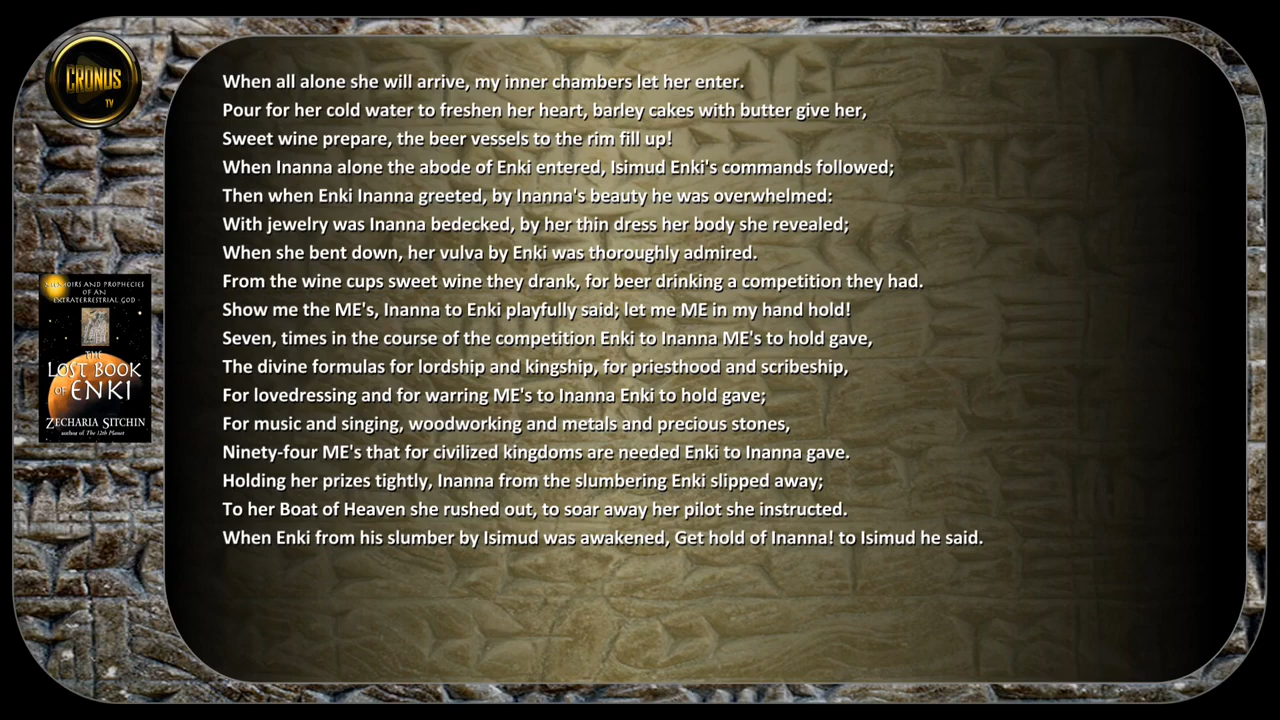 CRONUS
TV
When all alone she will arrive, my inner chambers let her enter.
Pour for her cold water to freshen her heart, barley cakes with butter give her,
Sweet wine prepare, the beer vessels to the rim fill up!
When Inanna alone the abode of Enki entered, Isimud Enki's commands followed;
Then when Enki Inanna greeted, by Inanna's beauty he was overwhelmed:
With jewelry was Inanna bedecked, by her thin dress her body she revealed;
When she bent down, her vulva by Enki was thoroughly admired.
From the wine cups sweet wine they drank, for beer drinking a competition they had.
Show me the ME's, Inanna to Enki playfully said; let me ME in my hand hold!
Seven, times in the course of the competition Enki to Inanna ME's to hold gave,
The divine formulas for lordship and kingship, for priesthood and scribeship,
For lovedressing and for warring ME's to Inanna Enki to hold gave;
For music and singing, woodworking and metals and precious stones,
Ninety-four ME's that for civilized kingdoms are needed Enki to Inanna gave.
Holding her prizes tightly, Inanna from the slumbering Enki slipped away;
To her Boat of Heaven she rushed out, to soar away her pilot she instructed.
When Enki from his slumber by Isimud was awakened, Get hold of Inanna! to Isimud he said.
MEMOIRS AND PROPHECIES
OF AN
EXTRATERRESTRIAL GOD
THE
LOST BOOK
OF ENKI
ZECHARIA SITCHIN
author of The 12th Planet